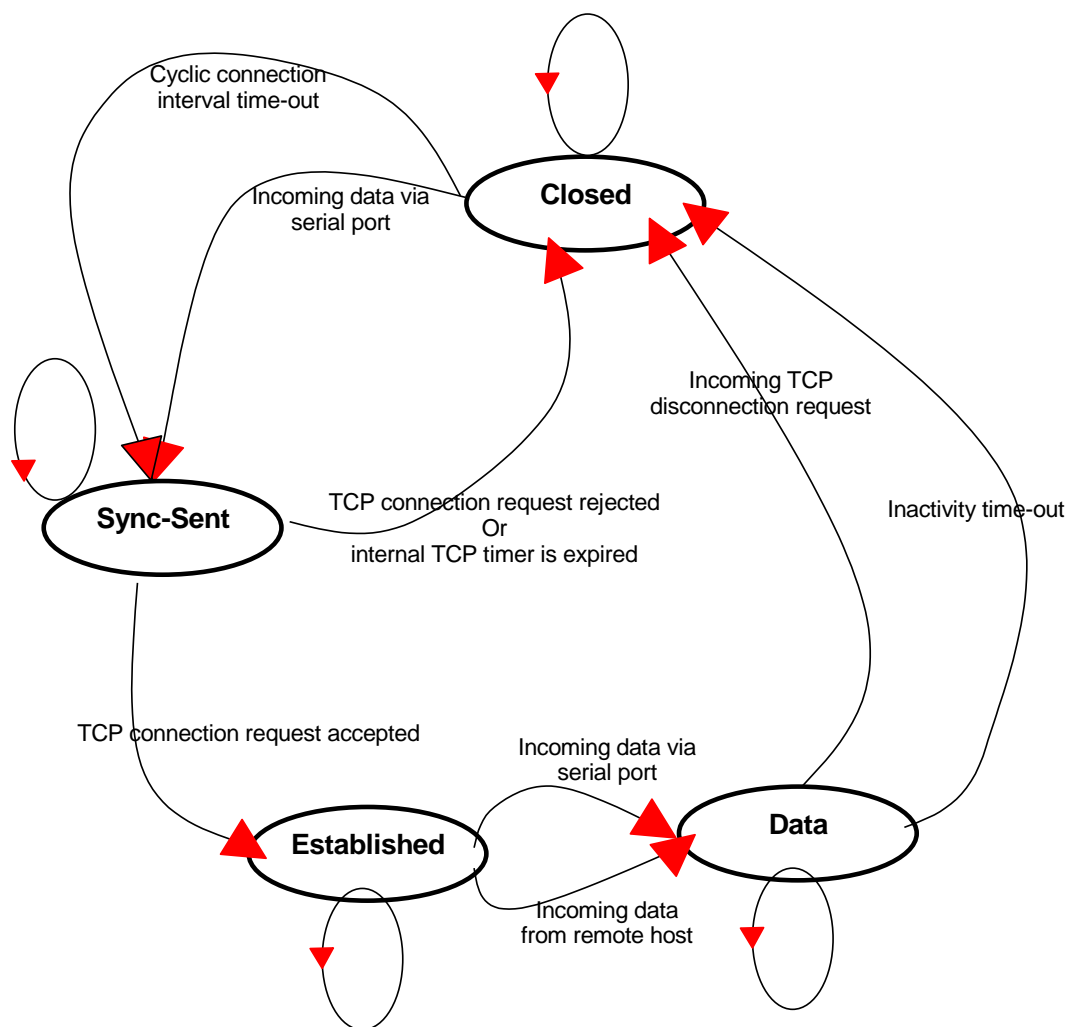 Cyclic connection
interval time-out
Closed
Incoming data via
serial port
Incoming TCP
disconnection request
Sync-Sent
TCP connection request rejected
Or
internal TCP timer is expired
Inactivity time-out
TCP connection request accepted
Incoming data via
serial port
Established
Data
Incoming data
from remote host